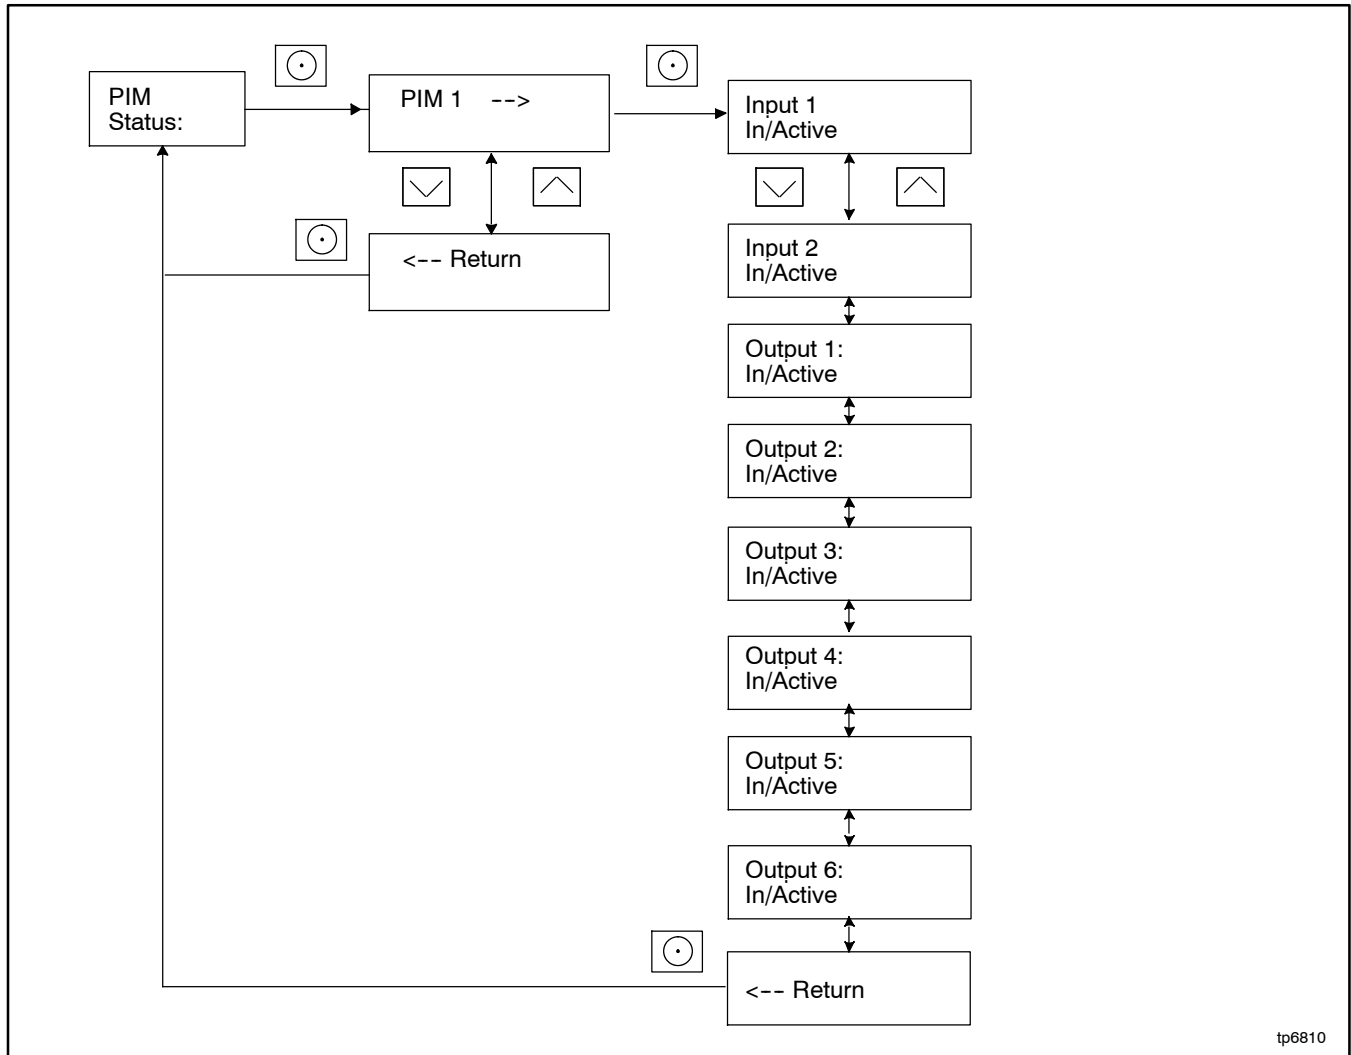 PIM
Status:
PIM 1 -->
<-- Return
Input 1
In/Active
Input 2
In/Active
Output 1:
In/Active
Output 2:
In/Active
Output 3:
In/Active
Output 4:
In/Active
Output 5:
In/Active
Output 6:
In/Active
<-- Return
tp6810